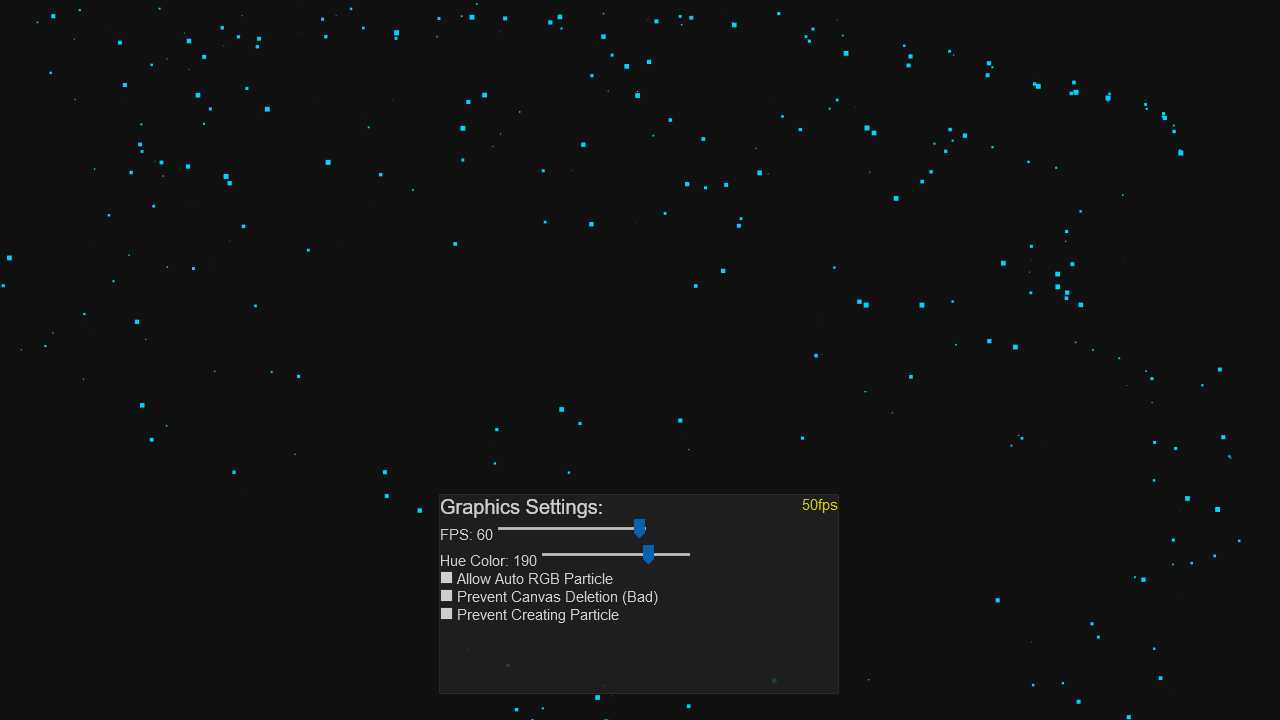 Graphics Settings:
50fps
FPS: 60
Hue Color: 190
Allow Auto RGB Particle
Prevent Canvas Deletion (Bad)
Prevent Creating Particle